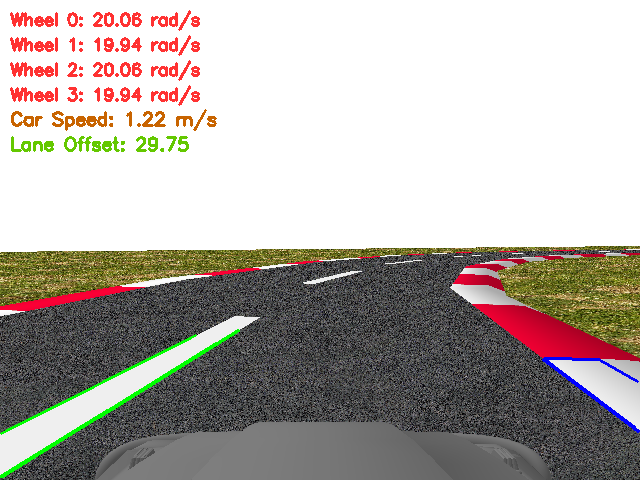 Wheel 0: 20.06 rad/s
Wheel 1: 19.94 rad/s
Wheel 2: 20.06 rad/s
Wheel 3: 19.94 rad/s
Car Speed: 1.22 m/s
Lane Offset: 29.75